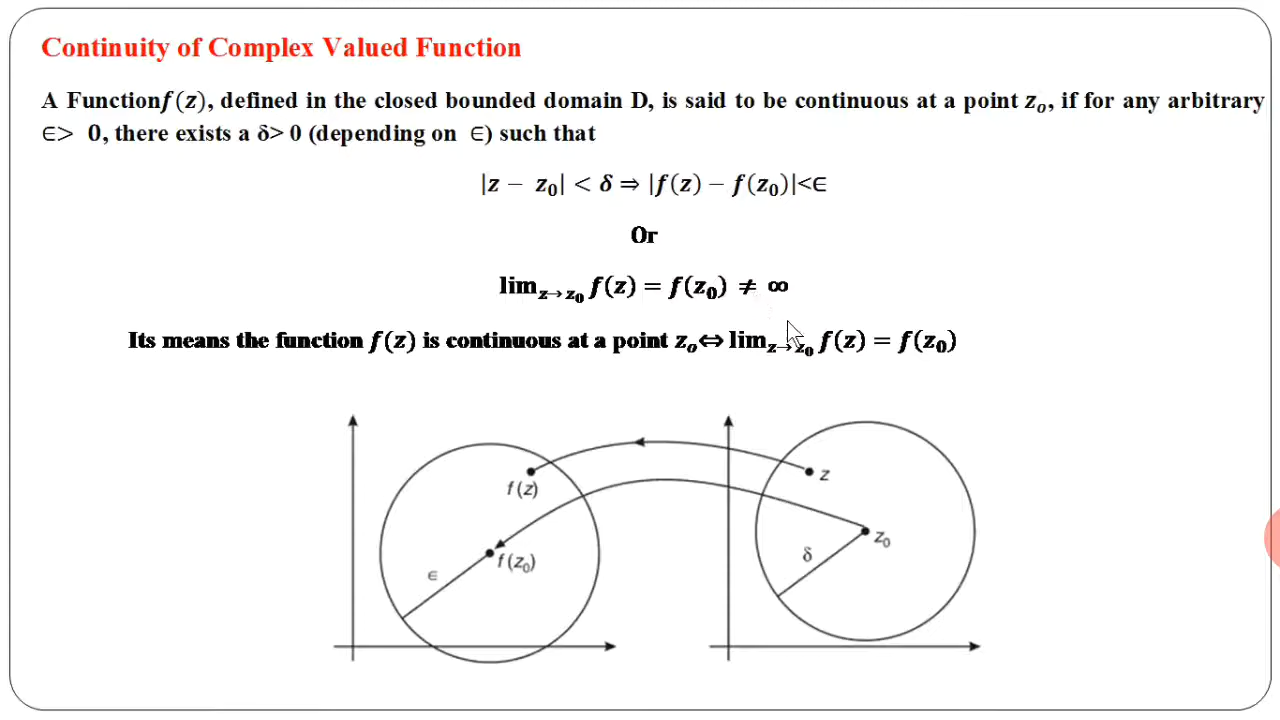 Continuity of Complex Valued Function
A Functionf(z), defined in the closed bounded domain D, is said to be continuous at a point zₒ, if for any arbitrary
∈> 0, there exists a δ> 0 (depending on ∈) such that
|z − z₀| < δ ⇒ |f(z) − f(z₀)|<∈
Or
lim_{z→z₀} f(z) = f(z₀) ≠ ∞
Its means the function f(z) is continuous at a point zₒ⇔ lim_{z→z₀} f(z) = f(z₀)
f(z)
z
f(z₀)
z₀
∈
δ